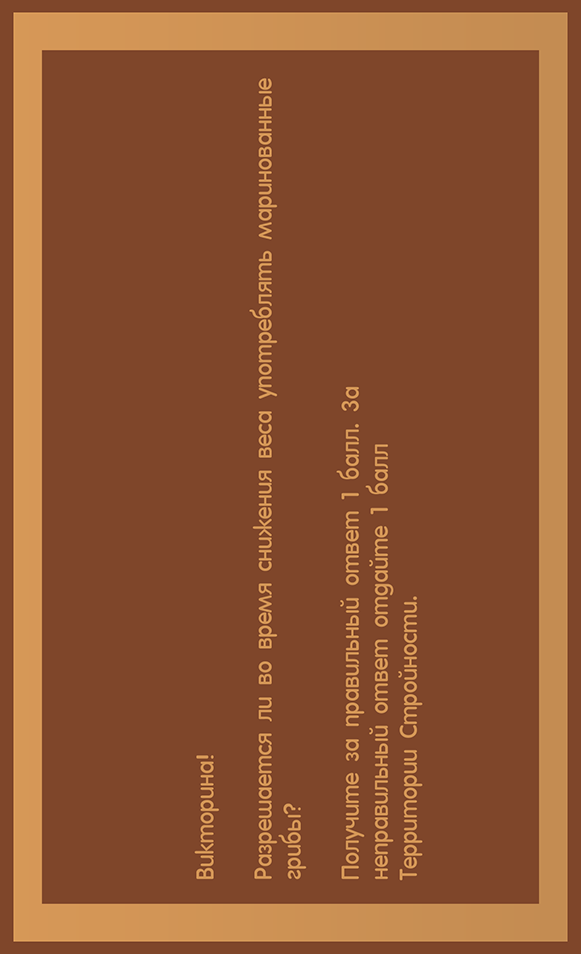 Викторина!
Разрешается ли во время снижения веса употреблять маринованные
грибы?
Получите за правильный ответ 1 балл. За
неправильный ответ отдайте 1 балл
Территории Стройности.